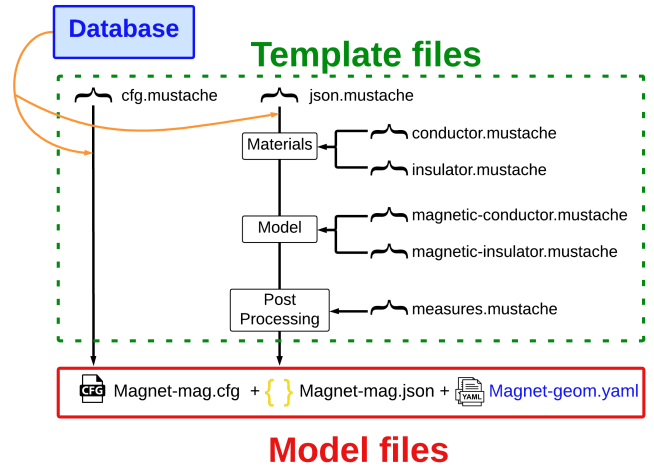 Database
Template files
cfg.mustache
json.mustache
Materials
conductor.mustache
insulator.mustache
Model
magnetic-conductor.mustache
magnetic-insulator.mustache
Post
Processing
measures.mustache
CFG Magnet-mag.cfg + { } Magnet-mag.json + YAML Magnet-geom.yaml
Model files